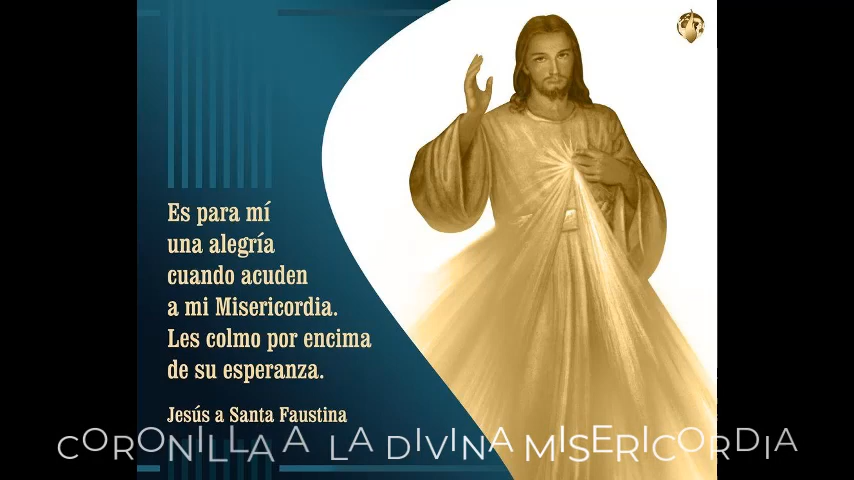 Es para mí
una alegría
cuando acuden
a mi Misericordia.
Les colmo por encima
de su esperanza.
Jesús a Santa Faustina
CORONILLA A LA DIVINA MISERICORDIA